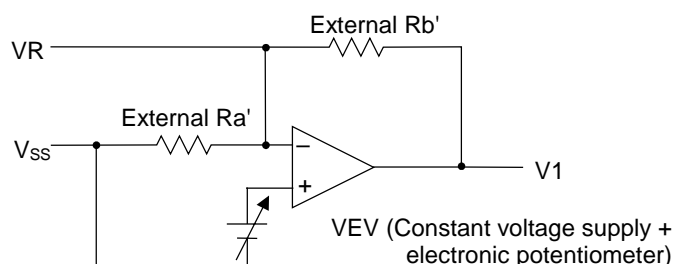 External Rb'
VR
External Ra'
VSS
−
+
V1
VEV (Constant voltage supply +
electronic potentiometer)